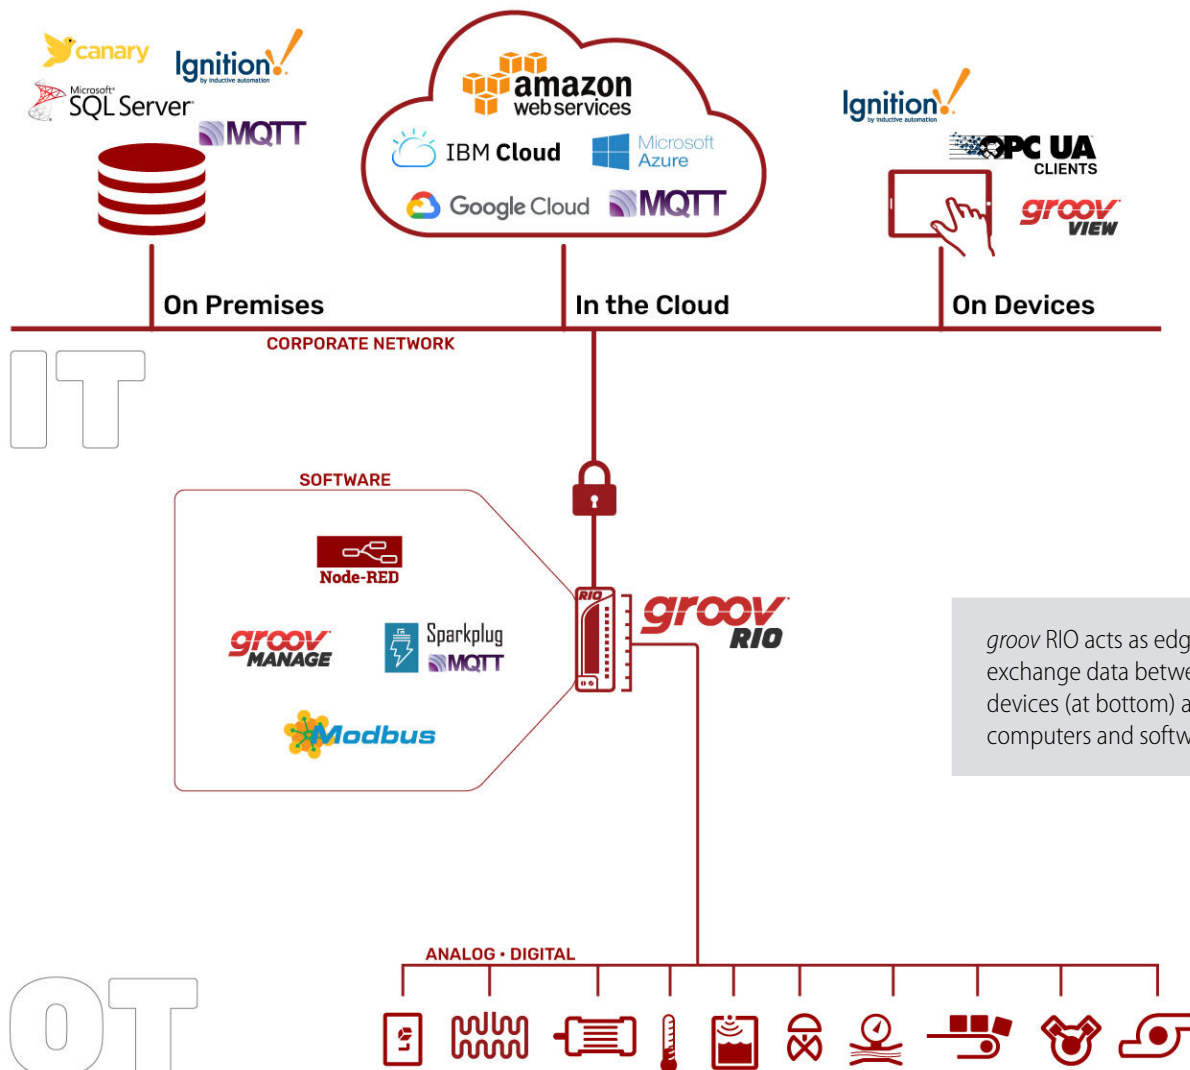 canary
Ignition!
by inductive automation
Microsoft®
SQL Server
MQTT
amazon
web services
IBM Cloud
Microsoft
Azure
Google Cloud
MQTT
Ignition!
by inductive automation
OPC UA
CLIENTS
groov
VIEW
On Premises
In the Cloud
On Devices
CORPORATE NETWORK
IT
SOFTWARE
Node-RED
groov
MANAGE
Sparkplug
MQTT
Modbus
RIO
groov
RIO
groov RIO acts as edg
exchange data betwe
devices (at bottom) a
computers and softw
ANALOG • DIGITAL
OT